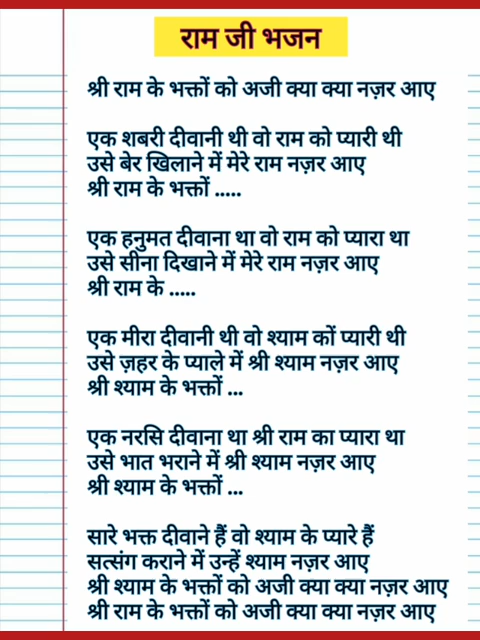 राम जी भजन
श्री राम के भक्तों को अजी क्या क्या नज़र आए
एक शबरी दीवानी थी वो राम को प्यारी थी
उसे बेर खिलाने में मेरे राम नज़र आए
श्री राम के भक्तों .....
एक हनुमत दीवाना था वो राम को प्यारा था
उसे सीना दिखाने में मेरे राम नज़र आए
श्री राम के .....
एक मीरा दीवानी थी वो श्याम कों प्यारी थी
उसे ज़हर के प्याले में श्री श्याम नज़र आए
श्री श्याम के भक्तों ...
एक नरसि दीवाना था श्री राम का प्यारा था
उसे भात भराने में श्री श्याम नज़र आए
श्री श्याम के भक्तों ...
सारे भक्त दीवाने हैं वो श्याम के प्यारे हैं
सत्संग कराने में उन्हें श्याम नज़र आए
श्री श्याम के भक्तों को अजी क्या क्या नज़र आए
श्री राम के भक्तों को अजी क्या क्या नज़र आए